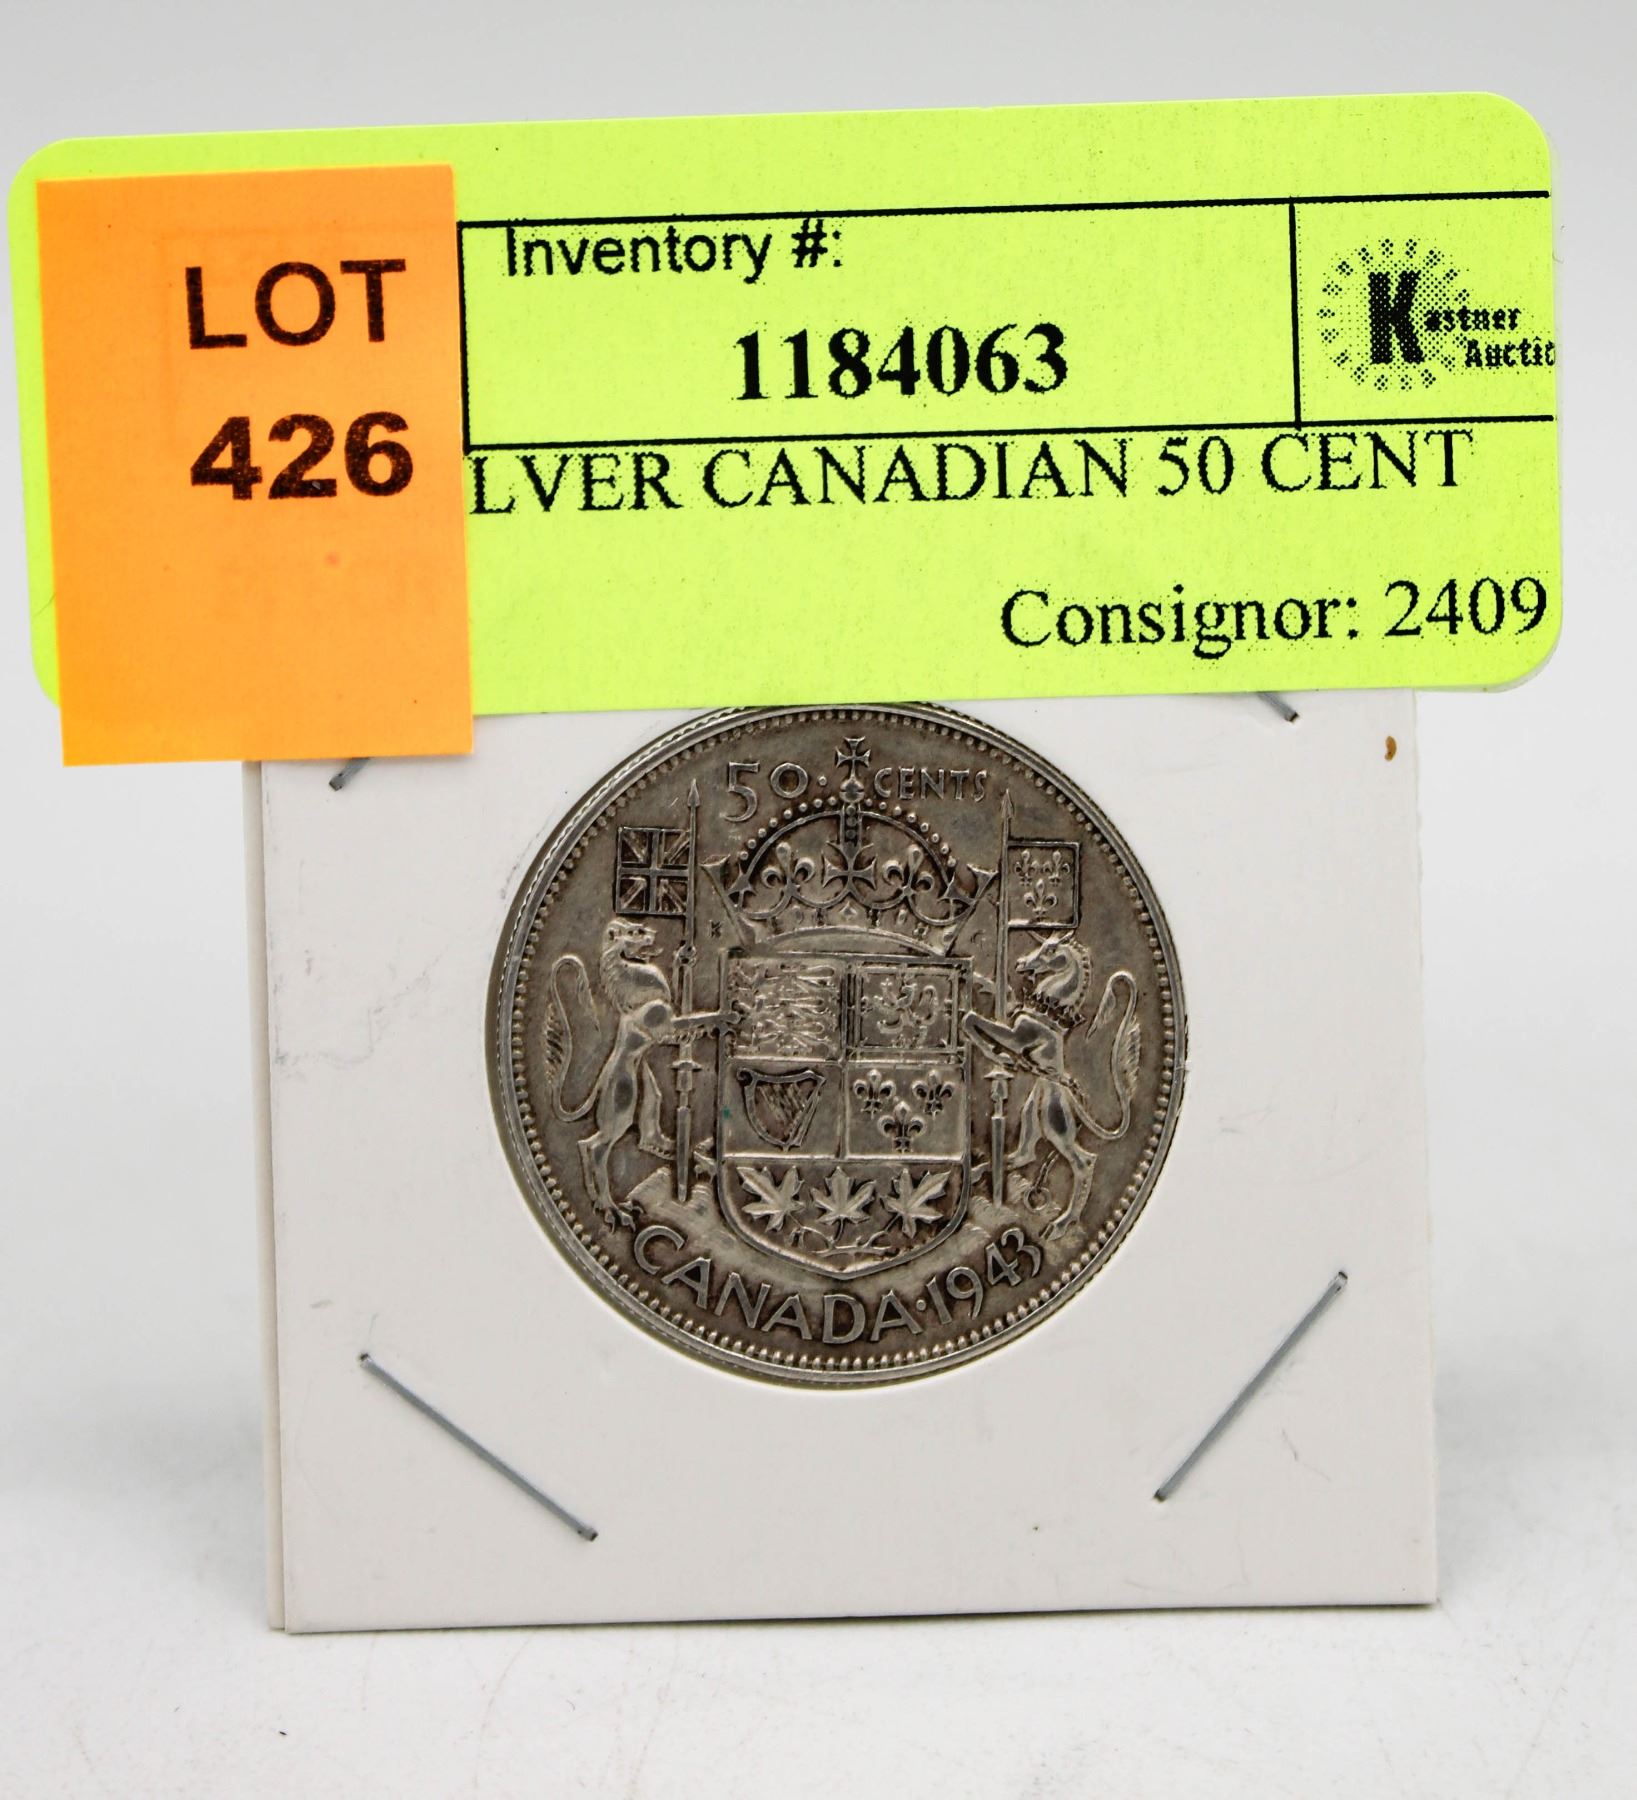 LOT
426
Inventory #:
1184063
Kastner
Auctio
LVER CANADIAN 50 CENT
Consignor: 2409
50 · CENTS
CANADA · 1943